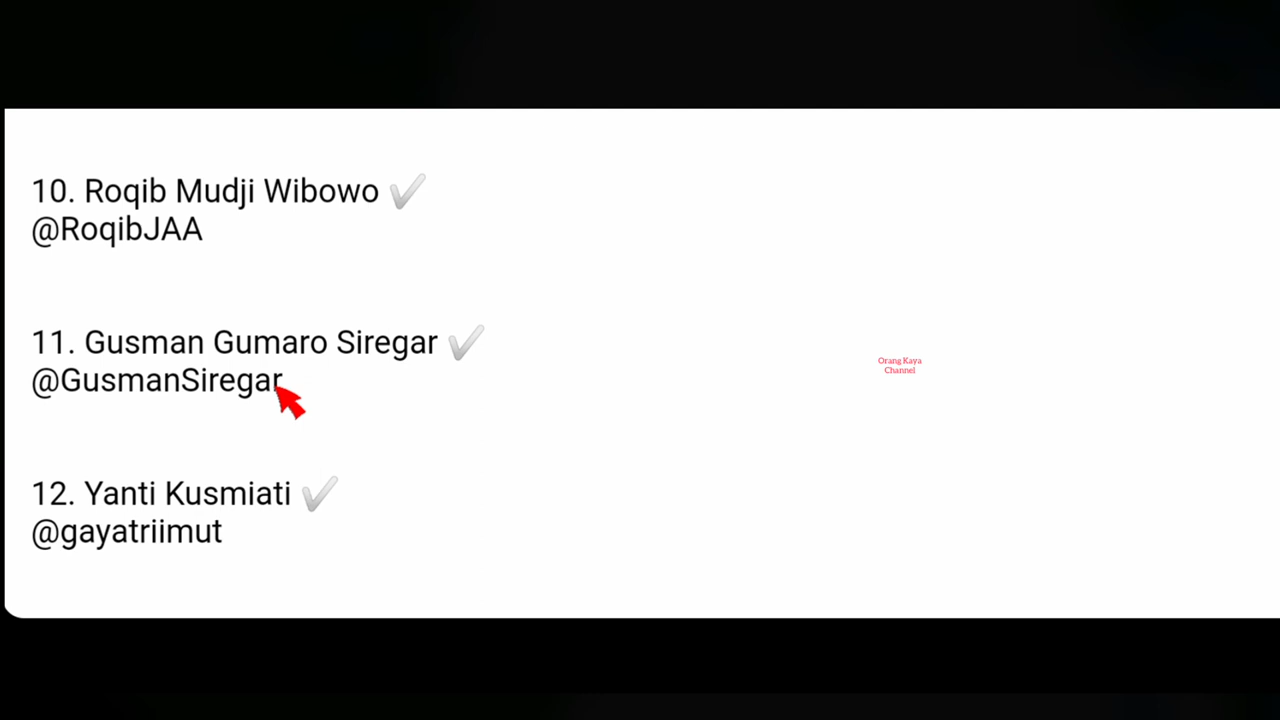 10. Roqib Mudji Wibowo ✔
@RoqibJAA
11. Gusman Gumaro Siregar ✔
@GusmanSiregar
12. Yanti Kusmiati ✔
@gayatriimut
Orang Kaya
Channel